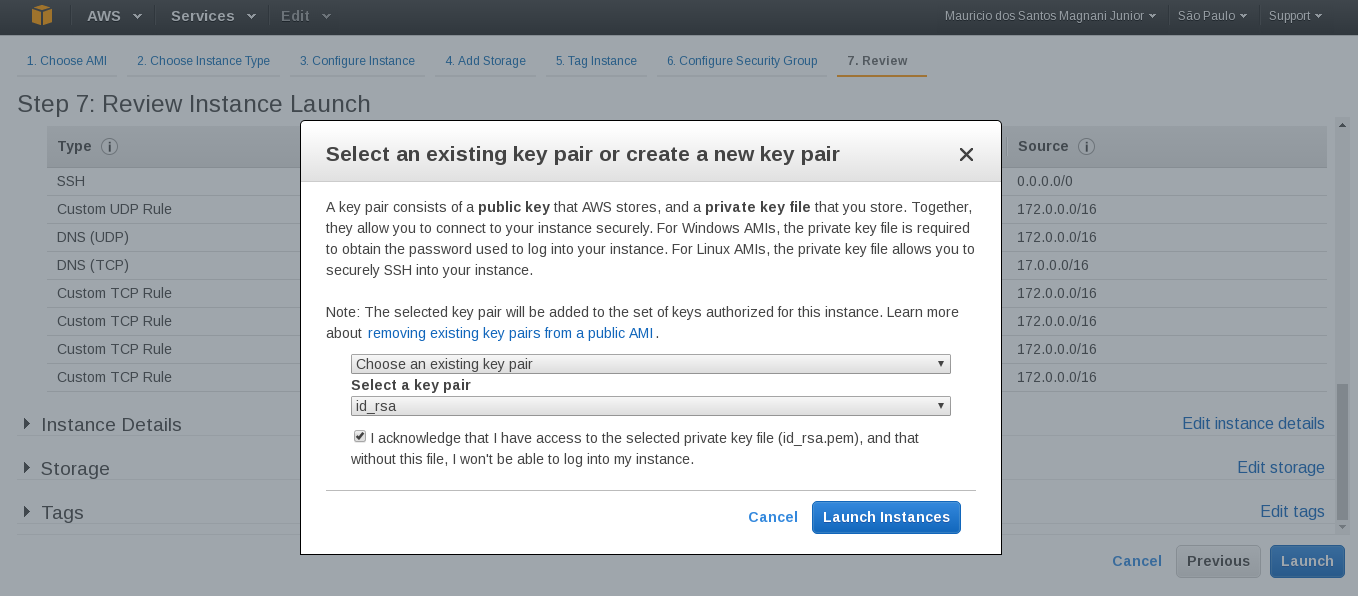 AWS Services Edit Mauricio dos Santos Magnani Junior São Paulo Support
1. Choose AMI 2. Choose Instance Type 3. Configure Instance 4. Add Storage 5. Tag Instance 6. Configure Security Group 7. Review
Step 7: Review Instance Launch
Type Source
SSH 0.0.0.0/0
Custom UDP Rule 172.0.0.0/16
DNS (UDP) 172.0.0.0/16
DNS (TCP) 17.0.0.0/16
Custom TCP Rule 172.0.0.0/16
Custom TCP Rule 172.0.0.0/16
Custom TCP Rule 172.0.0.0/16
Custom TCP Rule 172.0.0.0/16
Instance Details Edit instance details
Storage Edit storage
Tags Edit tags
Cancel Previous Launch
Select an existing key pair or create a new key pair
A key pair consists of a public key that AWS stores, and a private key file that you store. Together,
they allow you to connect to your instance securely. For Windows AMIs, the private key file is required
to obtain the password used to log into your instance. For Linux AMIs, the private key file allows you to
securely SSH into your instance.
Note: The selected key pair will be added to the set of keys authorized for this instance. Learn more
about removing existing key pairs from a public AMI.
Choose an existing key pair
Select a key pair
id_rsa
I acknowledge that I have access to the selected private key file (id_rsa.pem), and that
without this file, I won't be able to log into my instance.
Cancel Launch Instances